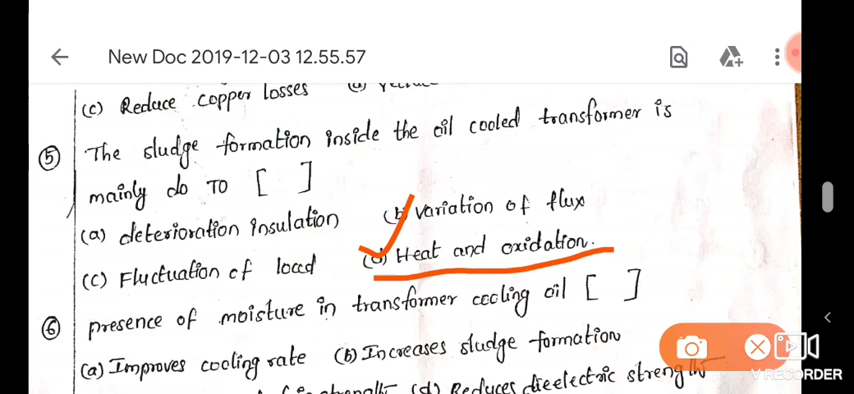 New Doc 2019-12-03 12.55.57
(c) Reduce copper losses
(5) The sludge formation inside the oil cooled transformer is
mainly do TO [ ]
(a) deterioration insulation (b) Variation of flux
(c) Fluctuation of load (d) Heat and oxidation.
(6) presence of moisture in transformer cooling oil [ ]
(a) Improves cooling rate (b) Increases sludge formation
(d) Reduces dielectric strength
V RECORDER